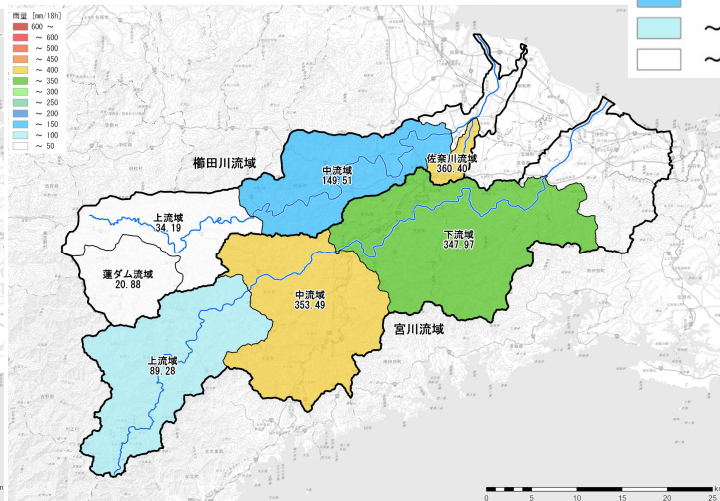 雨量 [mm/18h]
600 ～
～ 600
～ 500
～ 450
～ 400
～ 350
～ 300
～ 250
～ 200
～ 150
～ 100
～ 50
～
～
櫛田川流域
中流域
149.51
佐奈川流域
360.40
上流域
34.19
下流域
347.97
蓮ダム流域
20.88
中流域
353.49
宮川流域
上流域
89.28
0 5 10 15 20 25